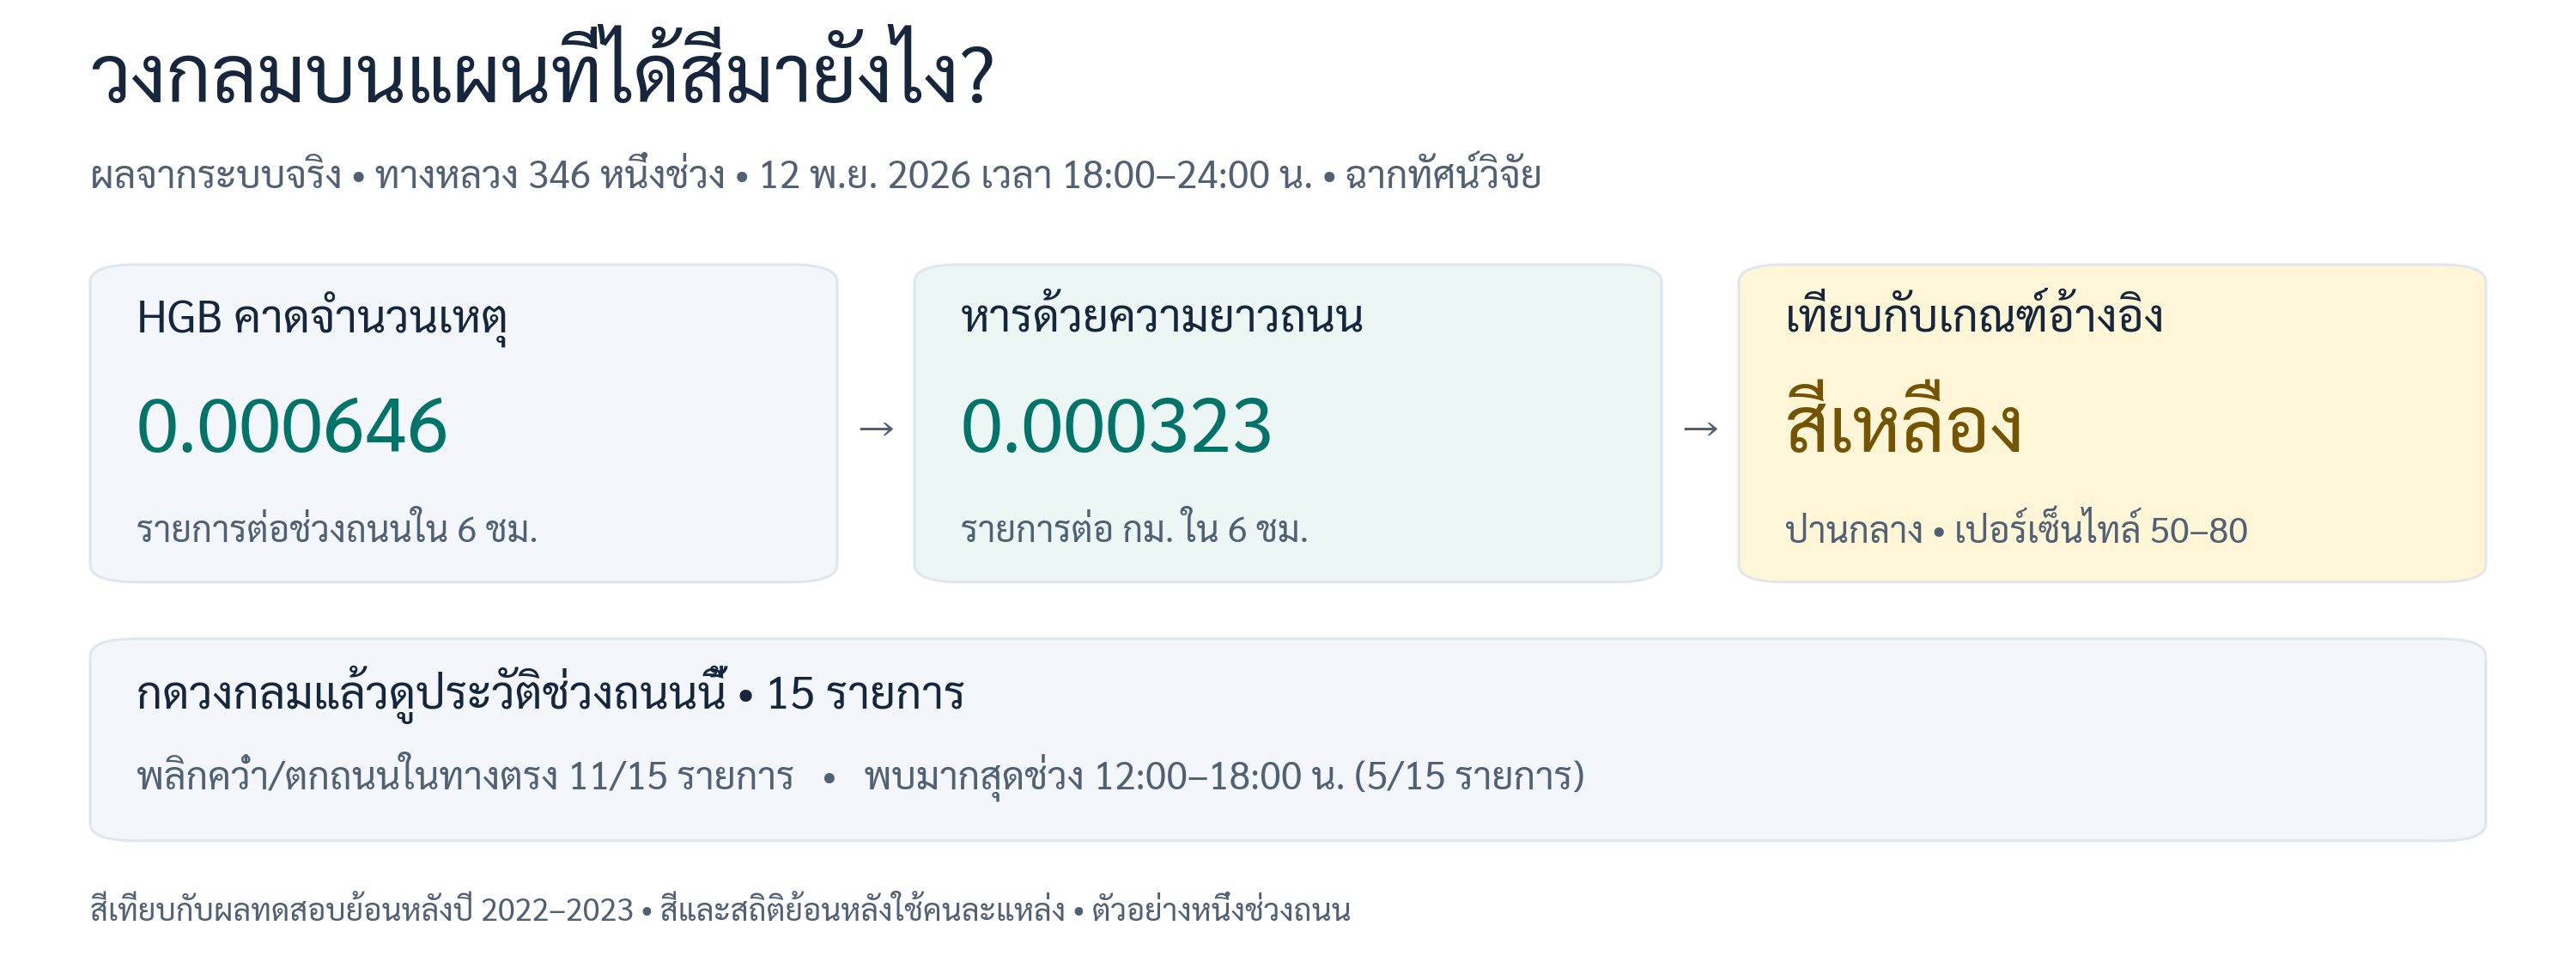 วงกลมบนแผนที่ได้สีมายังไง?
ผลจากระบบจริง • ทางหลวง 346 หนึ่งช่วง • 12 พ.ย. 2026 เวลา 18:00–24:00 น. • ฉากทัศน์วิจัย
HGB คาดจำนวนเหตุ
0.000646
รายการต่อช่วงถนนใน 6 ชม.
→
หารด้วยความยาวถนน
0.000323
รายการต่อ กม. ใน 6 ชม.
→
เทียบกับเกณฑ์อ้างอิง
สีเหลือง
ปานกลาง • เปอร์เซ็นไทล์ 50–80
กดวงกลมแล้วดูประวัติช่วงถนนนี้ • 15 รายการ
พลิกคว่ำ/ตกถนนในทางตรง 11/15 รายการ • พบมากสุดช่วง 12:00–18:00 น. (5/15 รายการ)
สีเทียบกับผลทดสอบย้อนหลังปี 2022–2023 • สีและสถิติย้อนหลังใช้คนละแหล่ง • ตัวอย่างหนึ่งช่วงถนน